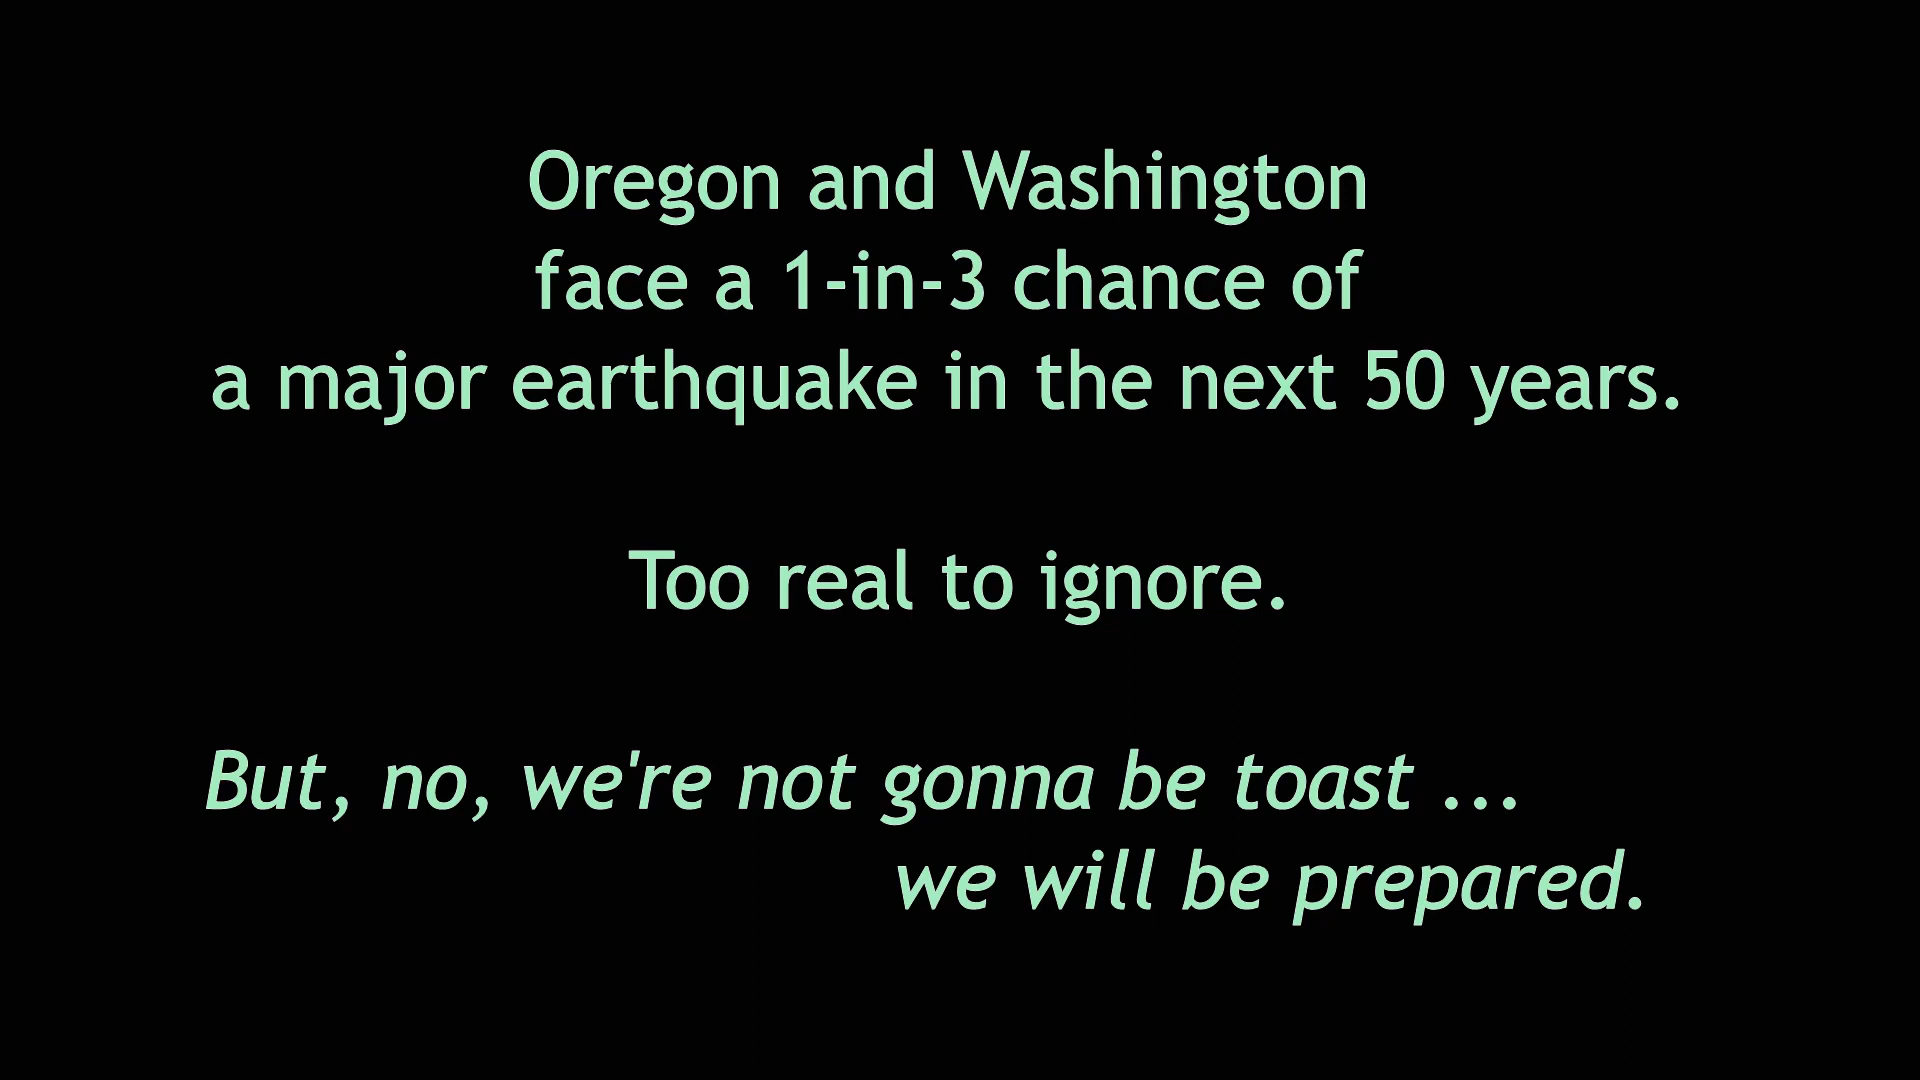 Oregon and Washington
face a 1-in-3 chance of
a major earthquake in the next 50 years.
Too real to ignore.
But, no, we're not gonna be toast ...
we will be prepared.